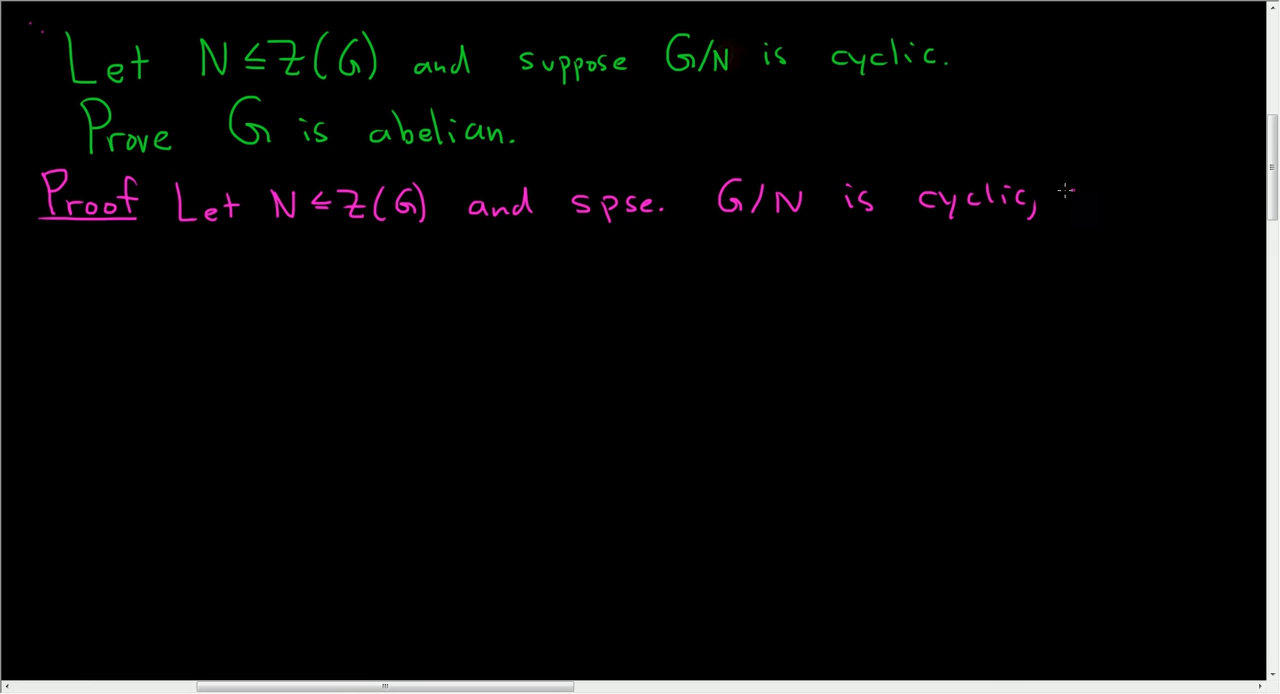 Let N ≤ Z(G) and suppose G/N is cyclic.
Prove G is abelian.
Proof Let N ≤ Z(G) and spse. G/N is cyclic,